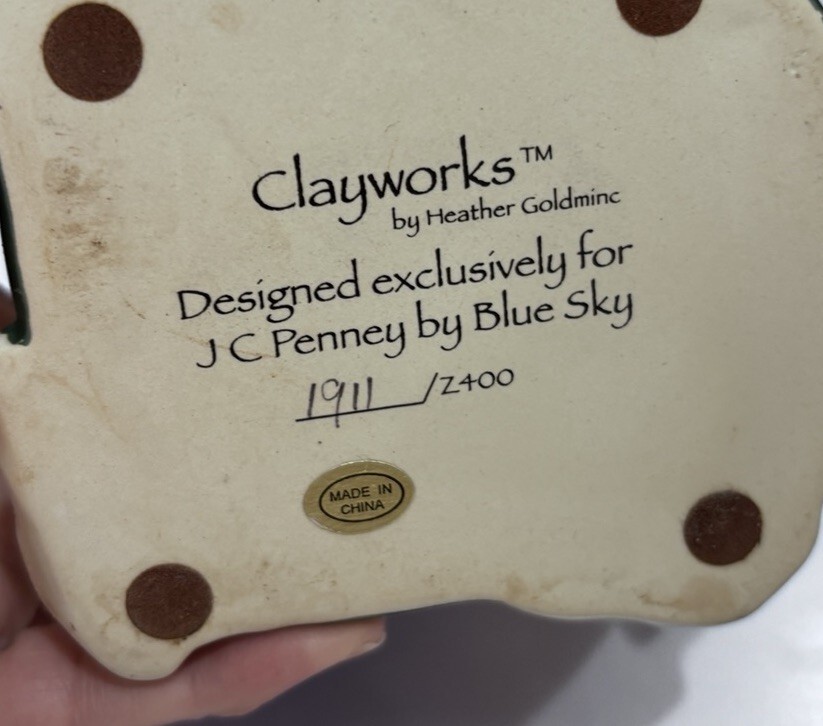 Clayworks™
by Heather Goldminc
Designed exclusively for
J C Penney by Blue Sky
1911/2400
MADE IN
CHINA